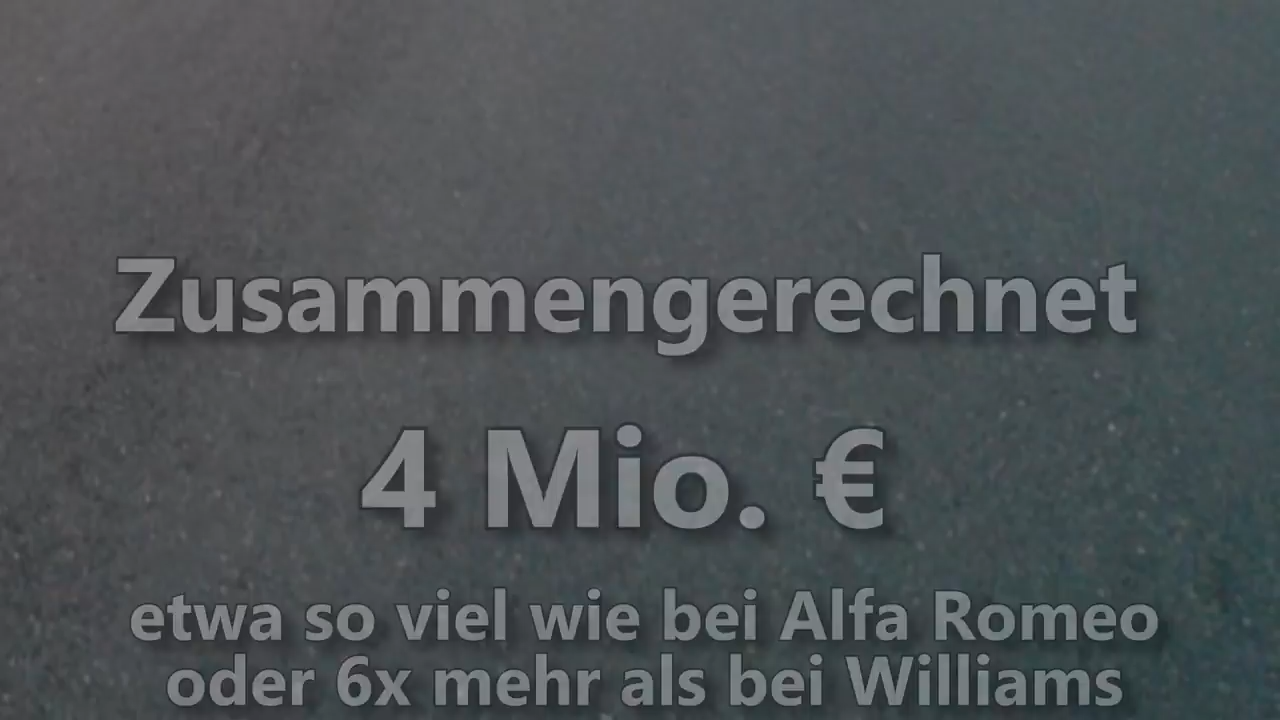 Zusammengerechnet
4 Mio. €
etwa so viel wie bei Alfa Romeo
oder 6x mehr als bei Williams